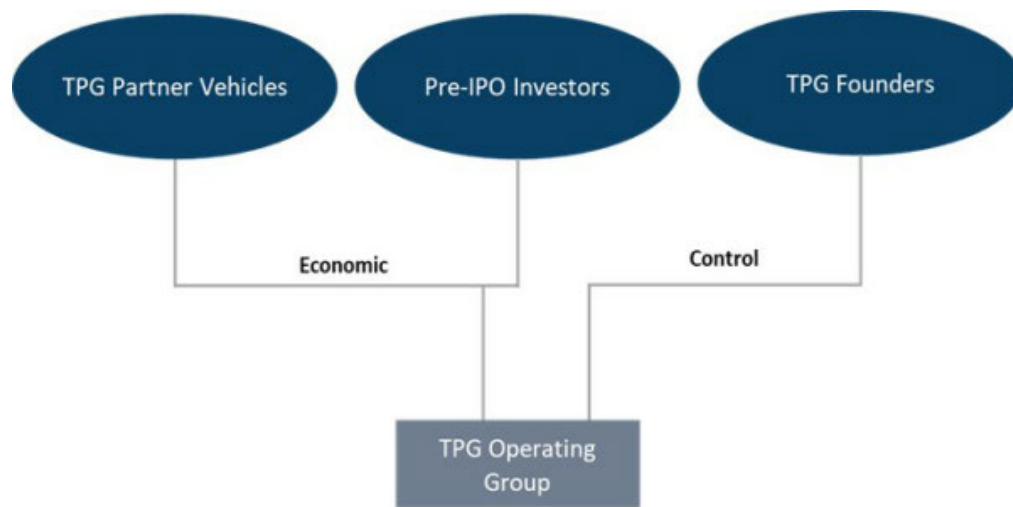 TPG Partner Vehicles
Pre-IPO Investors
TPG Founders
Economic
Control
TPG Operating
Group